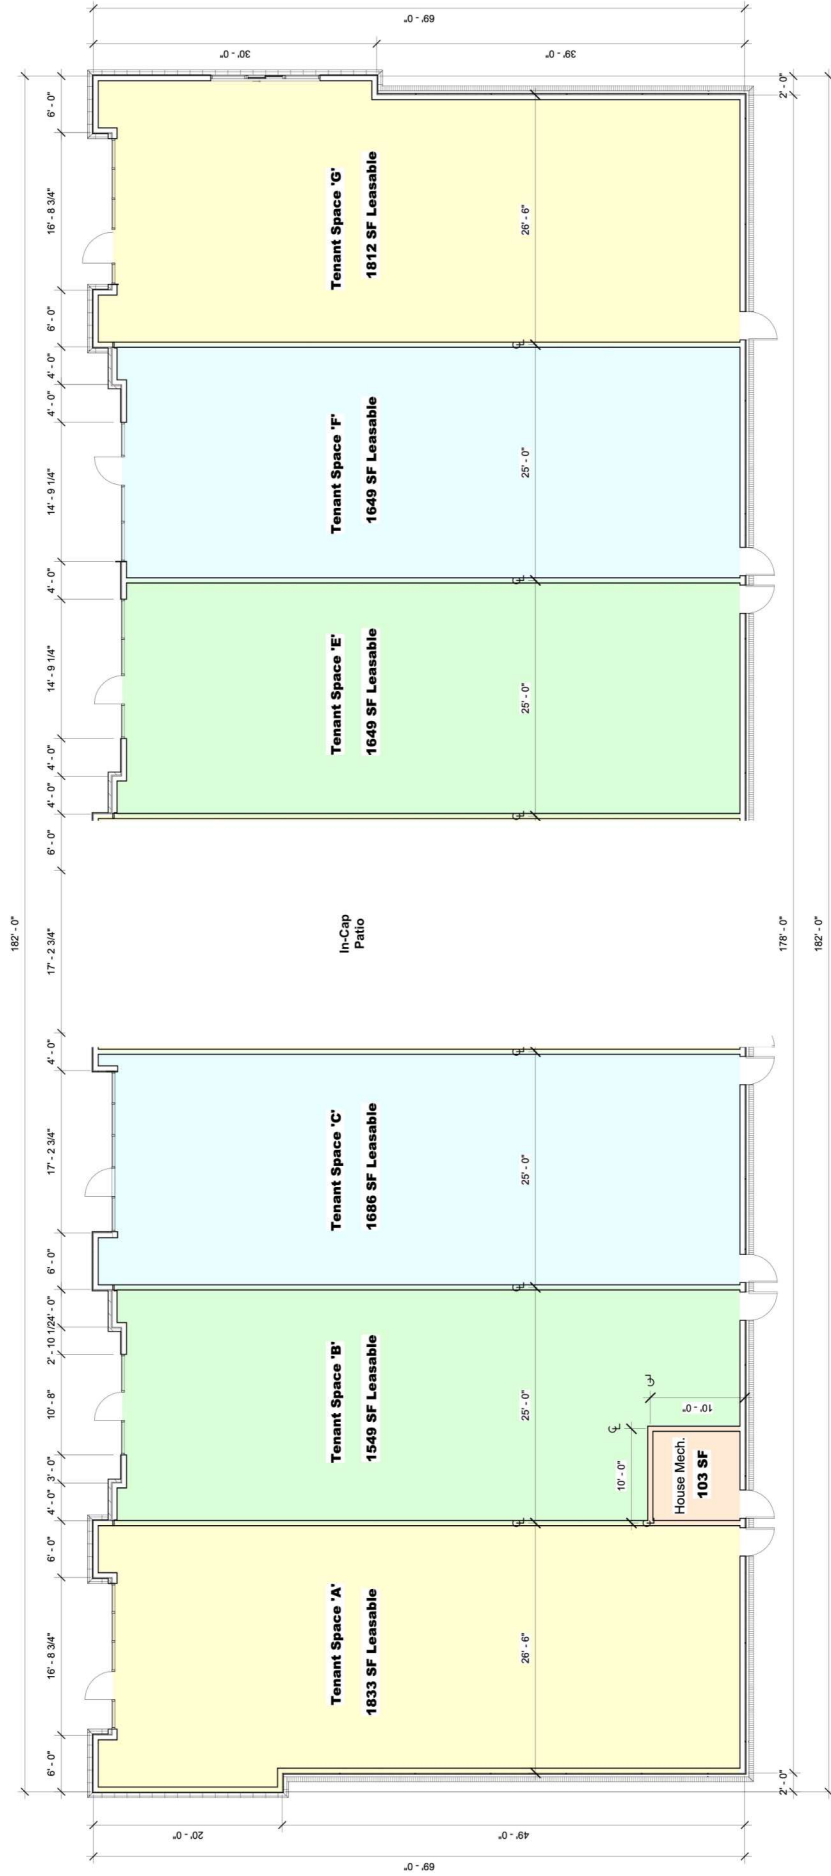 182' - 0"
6' - 0"
16' - 8 3/4"
6' - 0"
4' - 0"
3' - 0"
10' - 8"
2' - 10 1/2"
4' - 0"
6' - 0"
17' - 2 3/4"
4' - 0"
17' - 2 3/4"
6' - 0"
4' - 0"
4' - 0"
14' - 9 1/4"
4' - 0"
14' - 9 1/4"
4' - 0"
4' - 0"
6' - 0"
16' - 8 3/4"
6' - 0"
69' - 0"
20' - 0"
49' - 0"
30' - 0"
39' - 0"
69' - 0"
Tenant Space 'A'
1833 SF Leasable
Tenant Space 'B'
1549 SF Leasable
Tenant Space 'C'
1686 SF Leasable
In-Cap
Patio
Tenant Space 'E'
1649 SF Leasable
Tenant Space 'F'
1649 SF Leasable
Tenant Space 'G'
1812 SF Leasable
26' - 6"
25' - 0"
25' - 0"
25' - 0"
25' - 0"
26' - 6"
10' - 0"
10' - 0"
House Mech.
103 SF
2' - 0"
178' - 0"
2' - 0"
182' - 0"